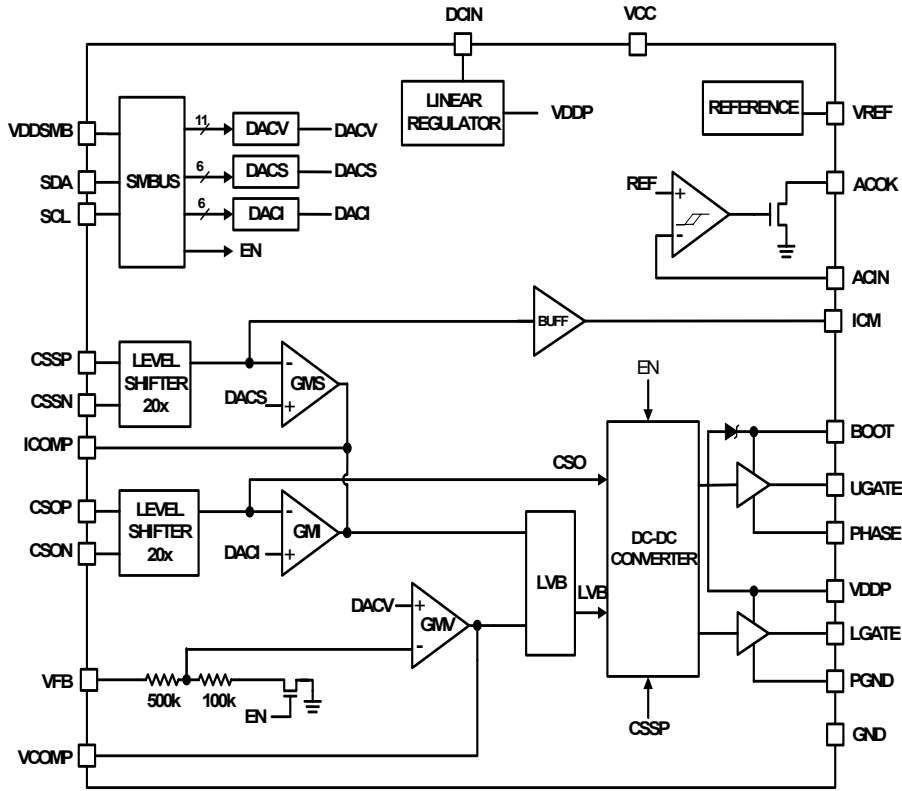 DCIN
VCC
VDDSMB
SDA
SCL
SMBUS
11
DACV
DACV
6
DACS
DACS
6
DACI
DACI
EN
LINEAR
REGULATOR
VDDP
REFERENCE
VREF
REF
+
-
ACOK
ACIN
BUFF
ICM
CSSP
CSSN
LEVEL
SHIFTER
20x
-
GMS
DACS
+
ICOMP
CSOP
CSON
LEVEL
SHIFTER
20x
-
GMI
DACI
+
CSO
EN
DC-DC
CONVERTER
LVB
LVB
CSSP
DACV
+
GMV
-
VFB
500k
100k
EN
VCOMP
BOOT
UGATE
PHASE
VDDP
LGATE
PGND
GND